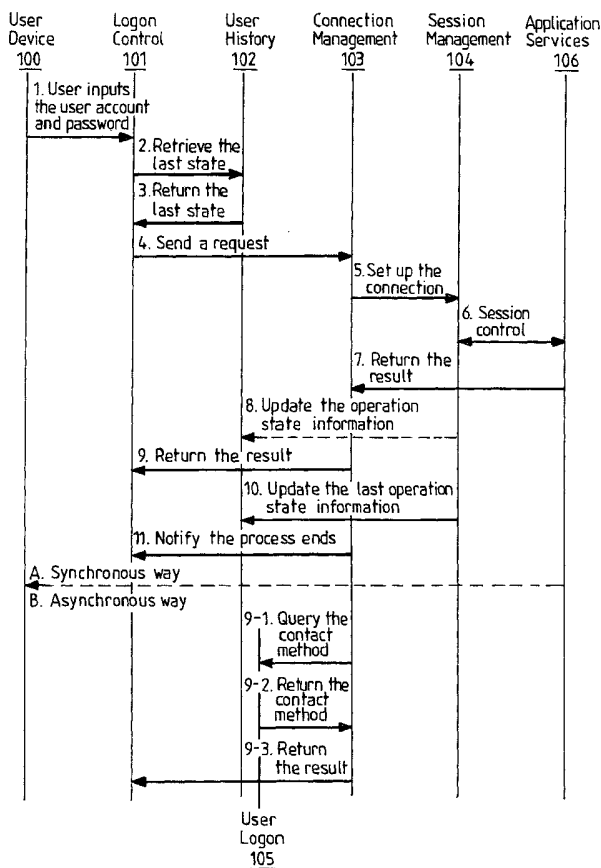 User Device 100
Logon Control 101
User History 102
Connection Management 103
Session Management 104
Application Services 106
1. User inputs
the user account
and password
2. Retrieve the
last state
3. Return the
last state
4. Send a request
5. Set up the
connection
6. Session
control
7. Return the
result
8. Update the operation
state information
9. Return the result
10. Update the last operation
state information
11. Notify the process ends
A. Synchronous way
B. Asynchronous way
9-1. Query the
contact
method
9-2. Return the
contact
method
9-3. Return
the result
User
Logon
105